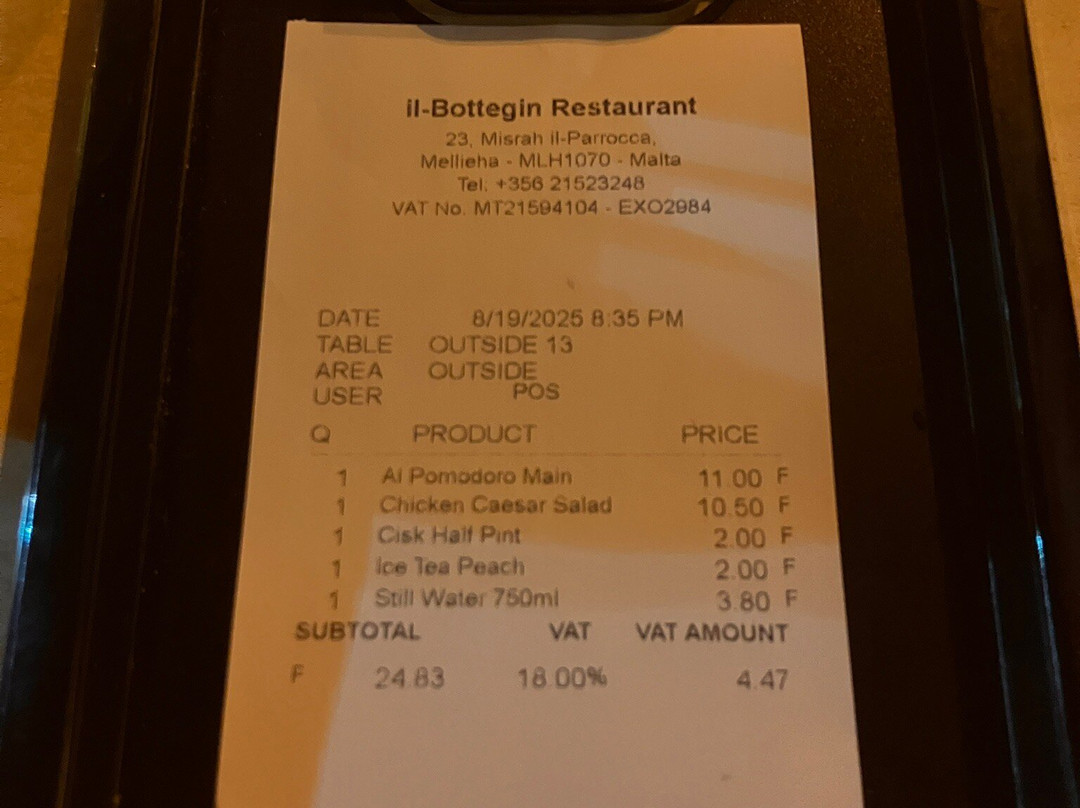 il-Bottegin Restaurant
23, Misrah il-Parrocca,
Mellieha - MLH1070 - Malta
Tel. +356 21523248
VAT No. MT21594104 - EXO2984
DATE 8/19/2025 8:35 PM
TABLE OUTSIDE 13
AREA OUTSIDE
USER POS
Q PRODUCT PRICE
1 Al Pomodoro Main 11.00 F
1 Chicken Caesar Salad 10.50 F
1 Cisk Half Pint 2.00 F
1 Ice Tea Peach 2.00 F
1 Still Water 750ml 3.80 F
SUBTOTAL VAT VAT AMOUNT
F 24.83 18.00% 4.47